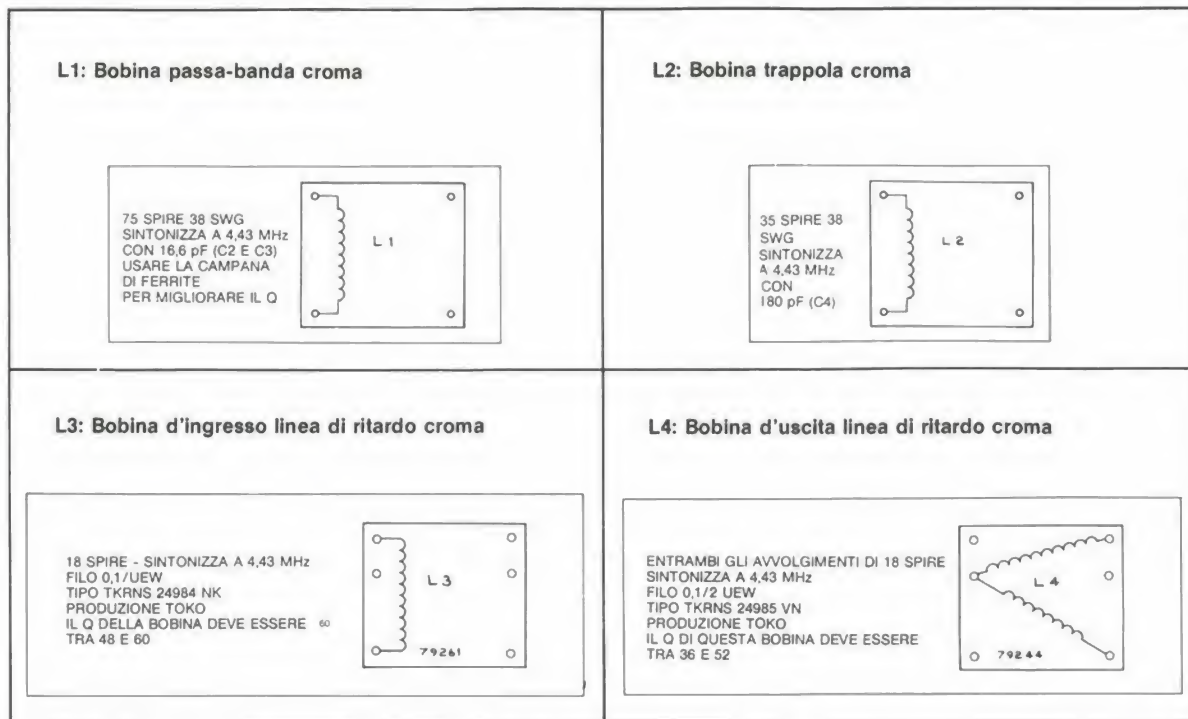 L1: Bobina passa-banda croma
75 SPIRE 38 SWG
SINTONIZZA A 4,43 MHz
CON 16,6 pF (C2 E C3)
USARE LA CAMPANA
DI FERRITE
PER MIGLIORARE IL Q
L 1
L2: Bobina trappola croma
35 SPIRE 38
SWG
SINTONIZZA
A 4,43 MHz
CON
180 pF (C4)
L 2
L3: Bobina d'ingresso linea di ritardo croma
18 SPIRE - SINTONIZZA A 4,43 MHz
FILO 0,1/UEW
TIPO TKRNS 24984 NK
PRODUZIONE TOKO
IL Q DELLA BOBINA DEVE ESSERE 60
TRA 48 E 60
L 3
79261
L4: Bobina d'uscita linea di ritardo croma
ENTRAMBI GLI AVVOLGIMENTI DI 18 SPIRE
SINTONIZZA A 4,43 MHz
FILO 0,1/2 UEW
TIPO TKRNS 24985 VN
PRODUZIONE TOKO
IL Q DI QUESTA BOBINA DEVE ESSERE
TRA 36 E 52
L 4
79244